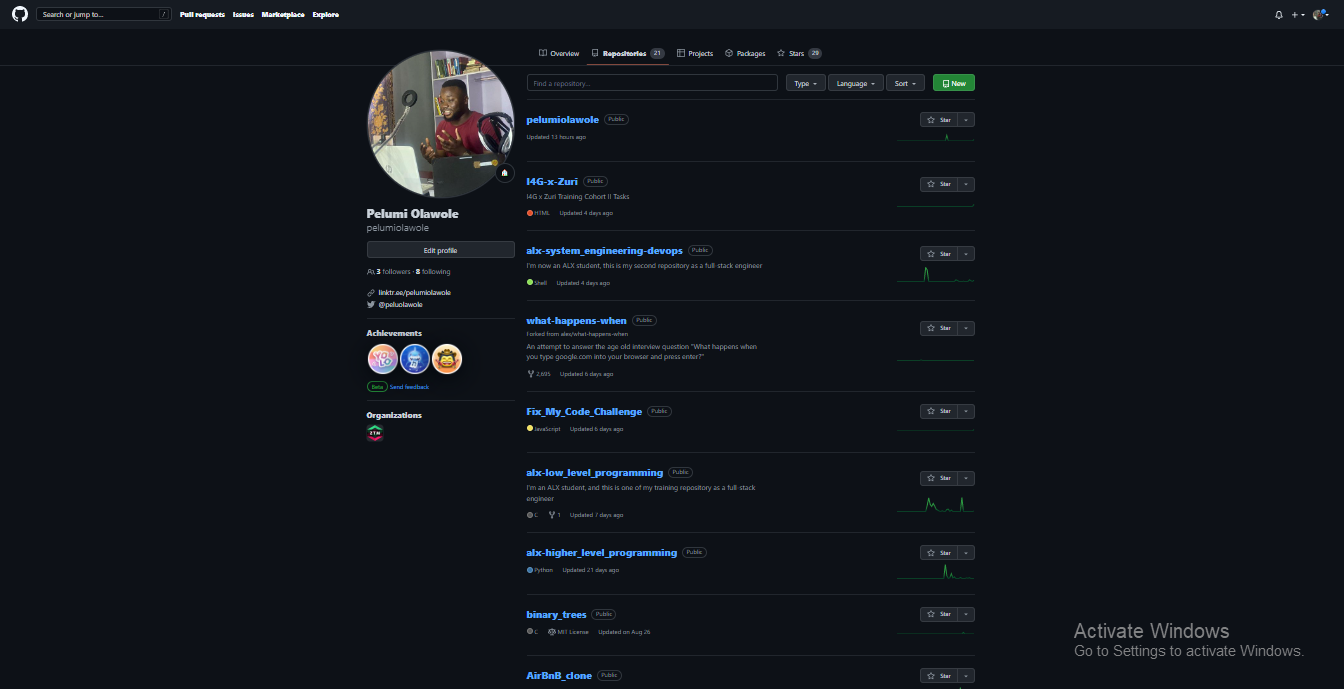 Search or jump to... /
Pull requests Issues Marketplace Explore
Overview Repositories 21 Projects Packages Stars 29
Find a repository...
Type Language Sort New
Pelumi Olawole
pelumiolawole
Edit profile
3 followers · 8 following
linktr.ee/pelumiolawole
@peluolawole
Achievements
Beta Send feedback
Organizations
ZTM
pelumiolawole Public
Star
Updated 13 hours ago
I4G-x-Zuri Public
Star
I4G x Zuri Training Cohort II Tasks
HTML Updated 4 days ago
alx-system_engineering-devops Public
Star
I'm now an ALX student, this is my second repository as a full-stack engineer
Shell Updated 4 days ago
what-happens-when Public
Star
Forked from alex/what-happens-when
An attempt to answer the age old interview question "What happens when
you type google.com into your browser and press enter?"
2,695 Updated 6 days ago
Fix_My_Code_Challenge Public
Star
JavaScript Updated 6 days ago
alx-low_level_programming Public
Star
I'm an ALX student, and this is one of my training repository as a full-stack
engineer
C 1 Updated 7 days ago
alx-higher_level_programming Public
Star
Python Updated 21 days ago
binary_trees Public
Star
C MIT License Updated on Aug 26
AirBnB_clone Public
Star
Activate Windows
Go to Settings to activate Windows.